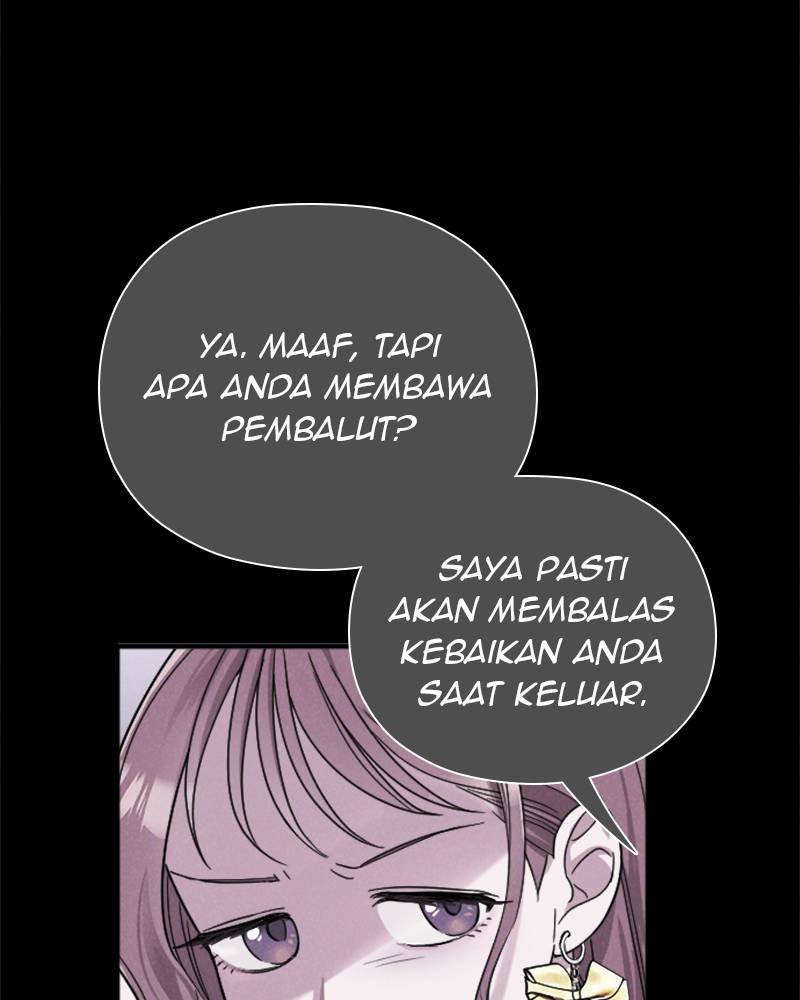 YA. MAAF, TAPI
APA ANDA MEMBAWA
PEMBALUT?
SAYA PASTI
AKAN MEMBALAS
KEBAIKAN ANDA
SAAT KELUAR.